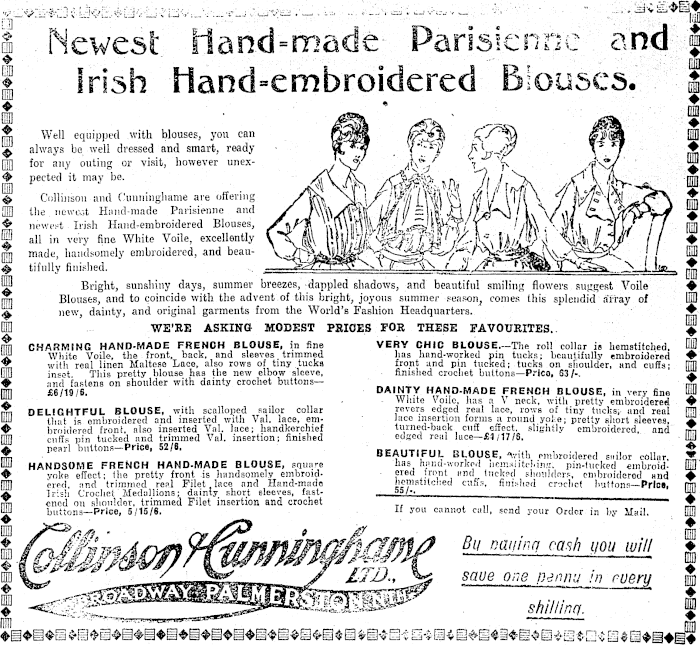 Newest Hand=made Parisienne and
Irish Hand=embroidered Blouses.
Well equipped with blouses, you can
always be well dressed and smart, ready
for any outing or visit, however unex-
pected it may be.
Collinson and Cunninghame are offering
the newest Hand-made Parisienne and
newest Irish Hand-embroidered Blouses,
all in very fine White Voile, excellently
made, handsomely embroidered, and beau-
tifully finished.
Bright, sunshiny days, summer breezes, dappled shadows, and beautiful smiling flowers suggest Voile
Blouses, and to coincide with the advent of this bright, joyous summer season, comes this splendid array of
new, dainty, and original garments from the World's Fashion Headquarters.
WE'RE ASKING MODEST PRICES FOR THESE FAVOURITES.
CHARMING HAND-MADE FRENCH BLOUSE, in fine
White Voile, the front, back, and sleeves trimmed
with real linen Maltese Lace, also rows of tiny tucks
inset. This pretty blouse has the new elbow sleeve,
and fastens on shoulder with dainty crochet buttons—
£6/19/6.
DELIGHTFUL BLOUSE, with scalloped sailor collar
that is embroidered and inserted with Val. lace, em-
broidered front, also inserted Val. lace; handkerchief
cuffs pin tucked and trimmed Val. insertion; finished
pearl buttons—Price, 52/6.
HANDSOME FRENCH HAND-MADE BLOUSE, square
yoke effect; the pretty front is handsomely embroid-
ered, and trimmed real Filet lace and Hand-made
Irish Crochet Medallions; dainty short sleeves, fast-
ened on shoulder, trimmed Filet insertion and crochet
buttons—Price, 5/15/6.
VERY CHIC BLOUSE.—The roll collar is hemstitched,
has hand-worked pin tucks; beautifully embroidered
front and pin tucked; tucks on shoulder, and cuffs;
finished crochet buttons—Price, 63/-.
DAINTY HAND-MADE FRENCH BLOUSE, in very fine
White Voile, has a V neck, with pretty embroidered
revers edged real lace, rows of tiny tucks, and real
lace insertion forms a round yoke; pretty short sleeves,
turned-back cuff effect, slightly embroidered, and
edged real lace—£4/17/6.
BEAUTIFUL BLOUSE, with embroidered sailor collar,
has hand-worked hemstitching, pin-tucked embroid-
ered front and tucked shoulders, embroidered and
hemstitched cuffs, finished crochet buttons—Price,
55/-.
If you cannot call, send your Order in by Mail.
Collinson & Cunninghame
LTD.,
BROADWAY PALMERSTON NTH.
By paying cash you will
save one penny in every
shilling.